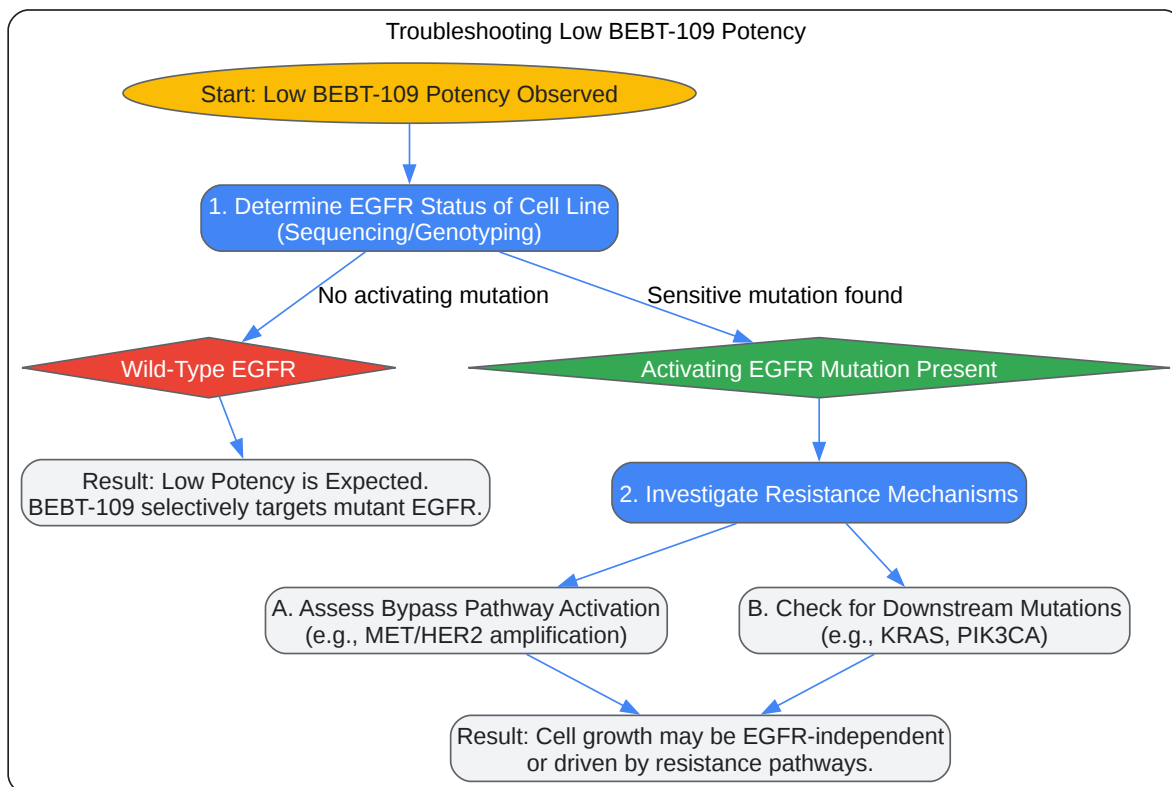 Troubleshooting Low BEBT-109 Potency
Start: Low BEBT-109 Potency Observed
1. Determine EGFR Status of Cell Line
(Sequencing/Genotyping)
No activating mutation
Sensitive mutation found
Wild-Type EGFR
Activating EGFR Mutation Present
Result: Low Potency is Expected.
BEBT-109 selectively targets mutant EGFR.
2. Investigate Resistance Mechanisms
A. Assess Bypass Pathway Activation
(e.g., MET/HER2 amplification)
B. Check for Downstream Mutations
(e.g., KRAS, PIK3CA)
Result: Cell growth may be EGFR-independent
or driven by resistance pathways.